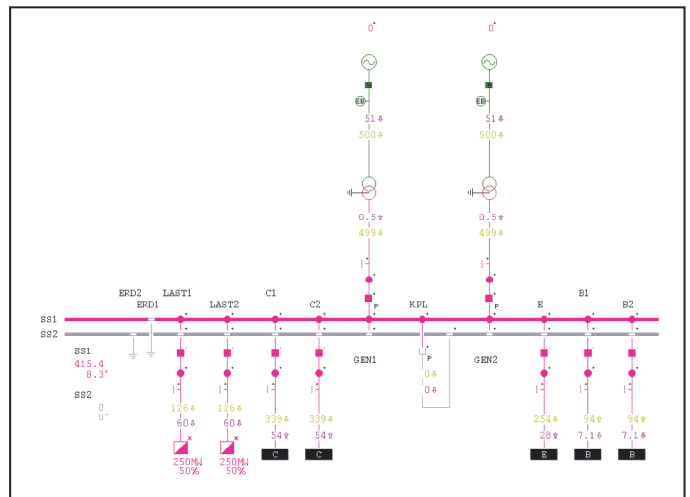 0° 0°
51 51
500 500
0.5 0.5
499 499
P P
ERD2 LAST1 C1 KPL B1
ERD1 LAST2 C2 E B2
SS1
SS2
SS1 GEN1 P GEN2
415.4
8.3°
0
0
SS2
0
126 126 339 339 254 94 94
60 60 54 54 28 7.1 7.1
C C E B B
250MW 250MW
50% 50%